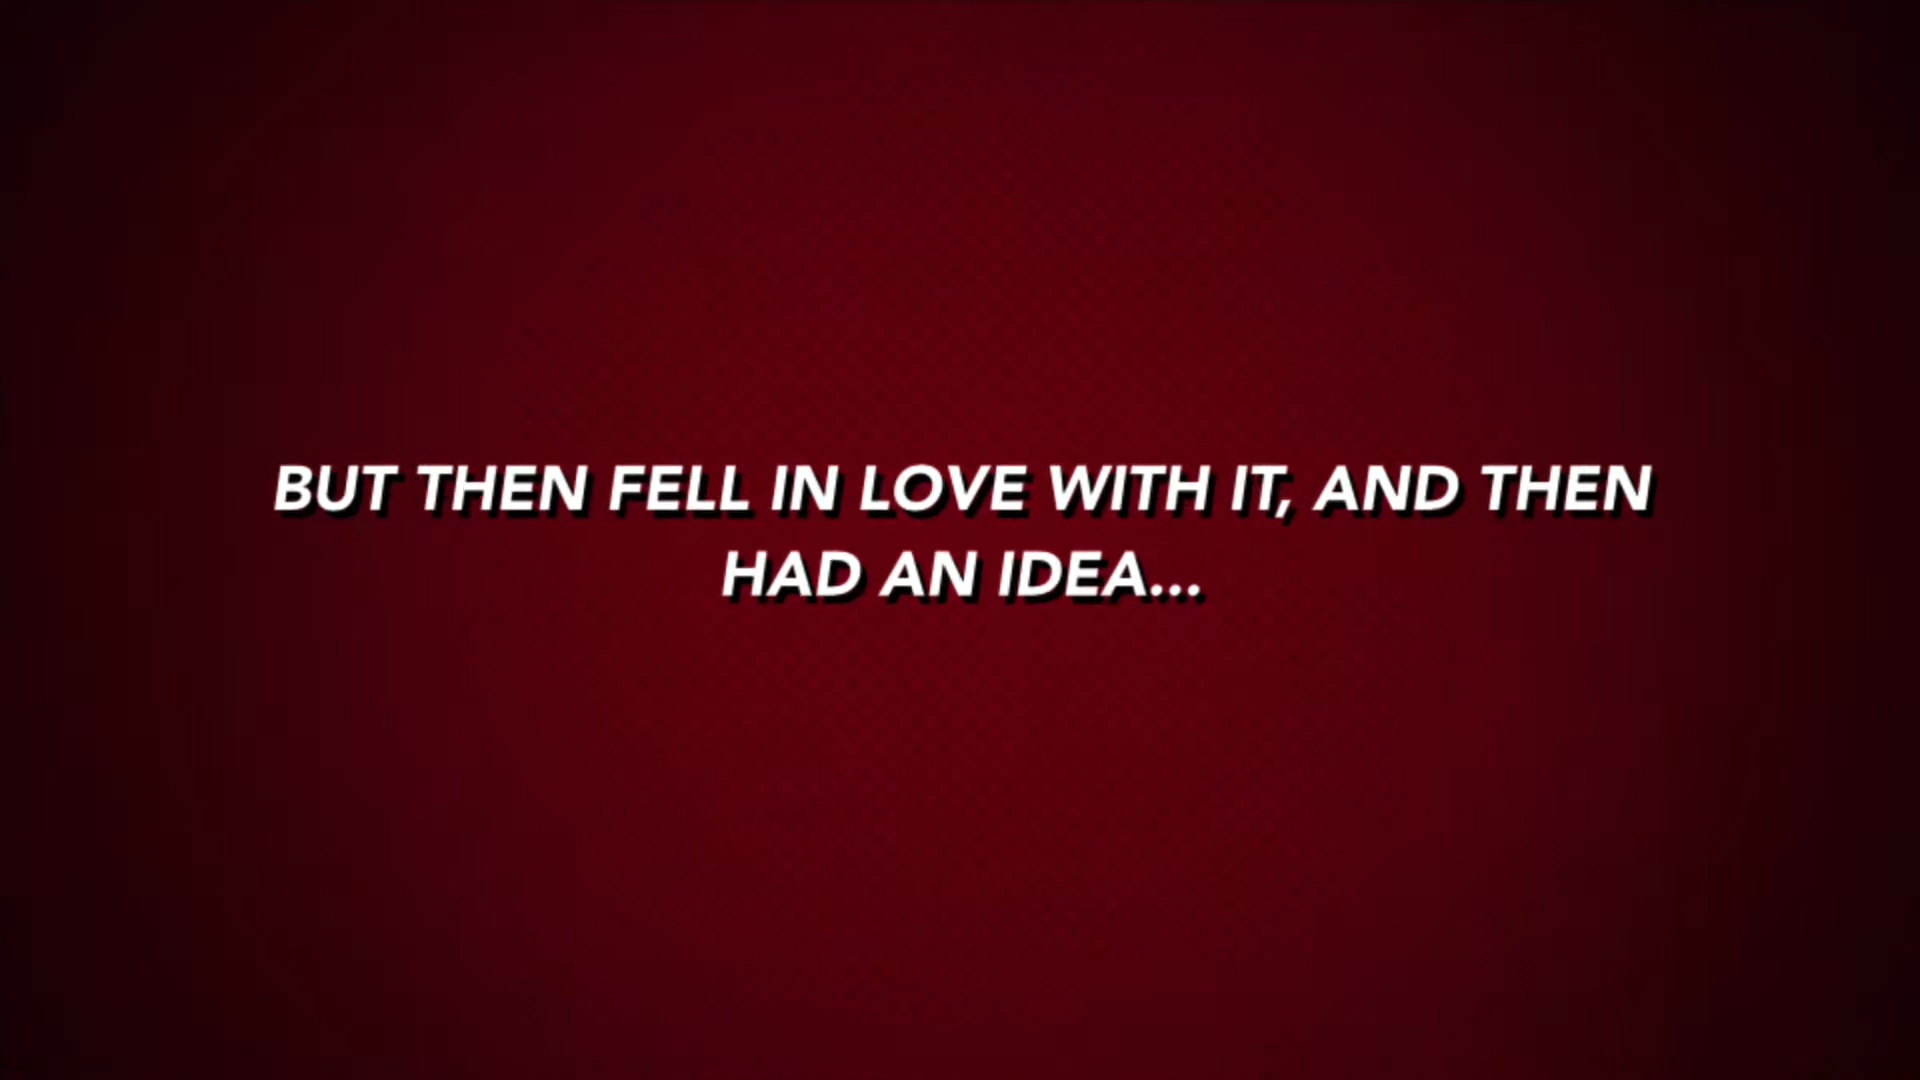 BUT THEN FELL IN LOVE WITH IT, AND THEN
HAD AN IDEA...